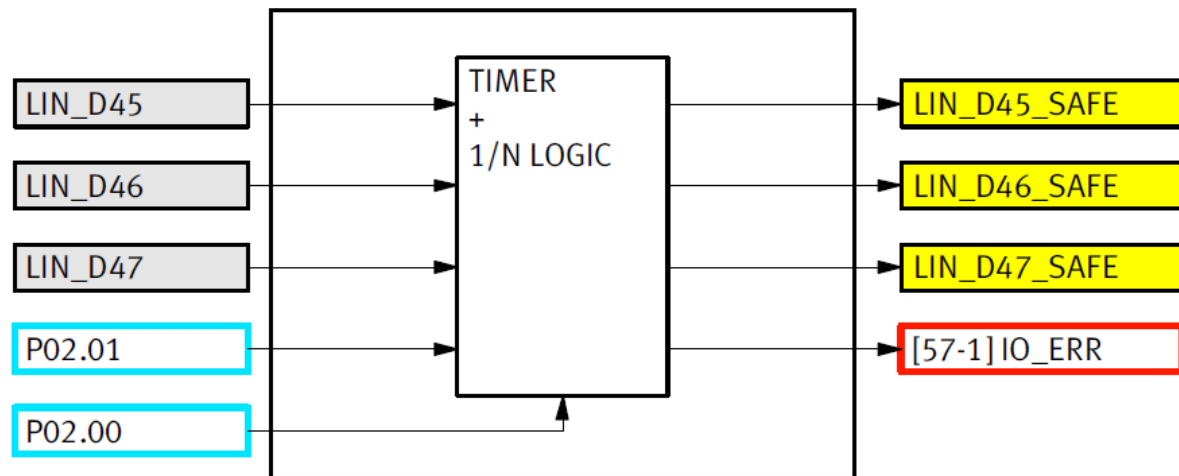 LIN_D45
LIN_D46
LIN_D47
P02.01
P02.00
TIMER
+
1/N LOGIC
LIN_D45_SAFE
LIN_D46_SAFE
LIN_D47_SAFE
[57-1] IO_ERR